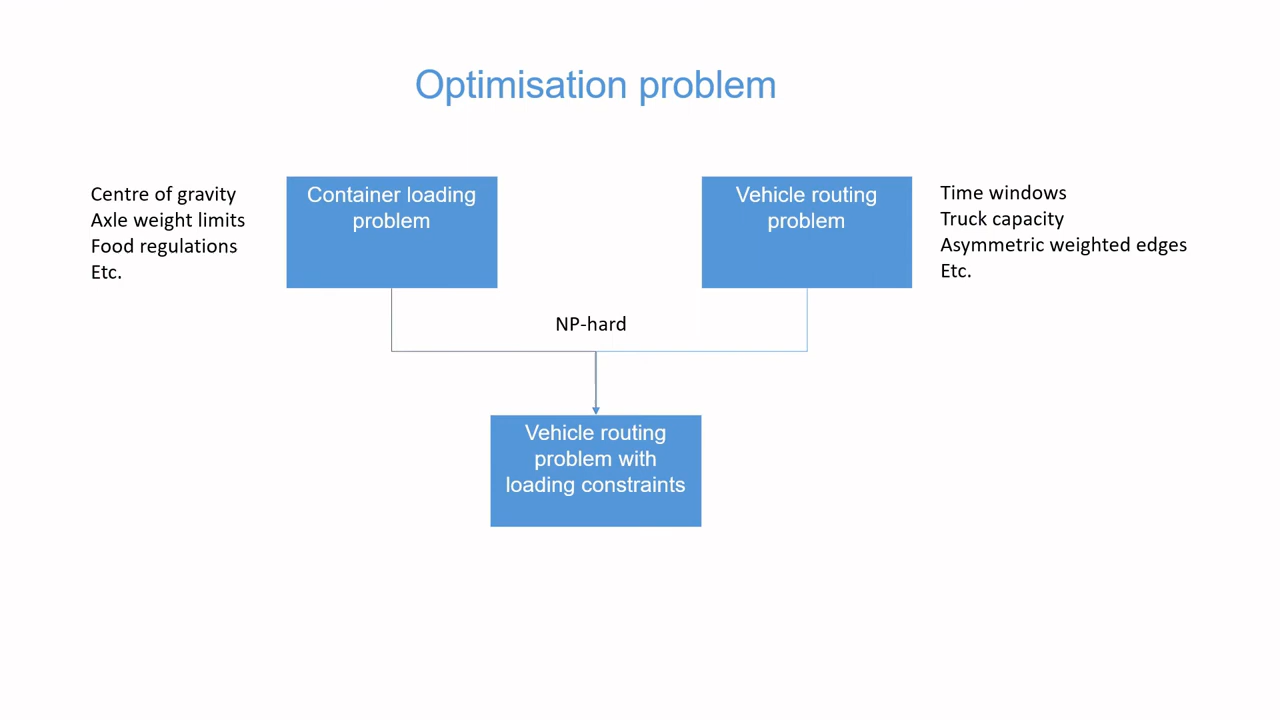 Optimisation problem
Centre of gravity
Axle weight limits
Food regulations
Etc.
Container loading
problem
Vehicle routing
problem
Time windows
Truck capacity
Asymmetric weighted edges
Etc.
NP-hard
Vehicle routing
problem with
loading constraints